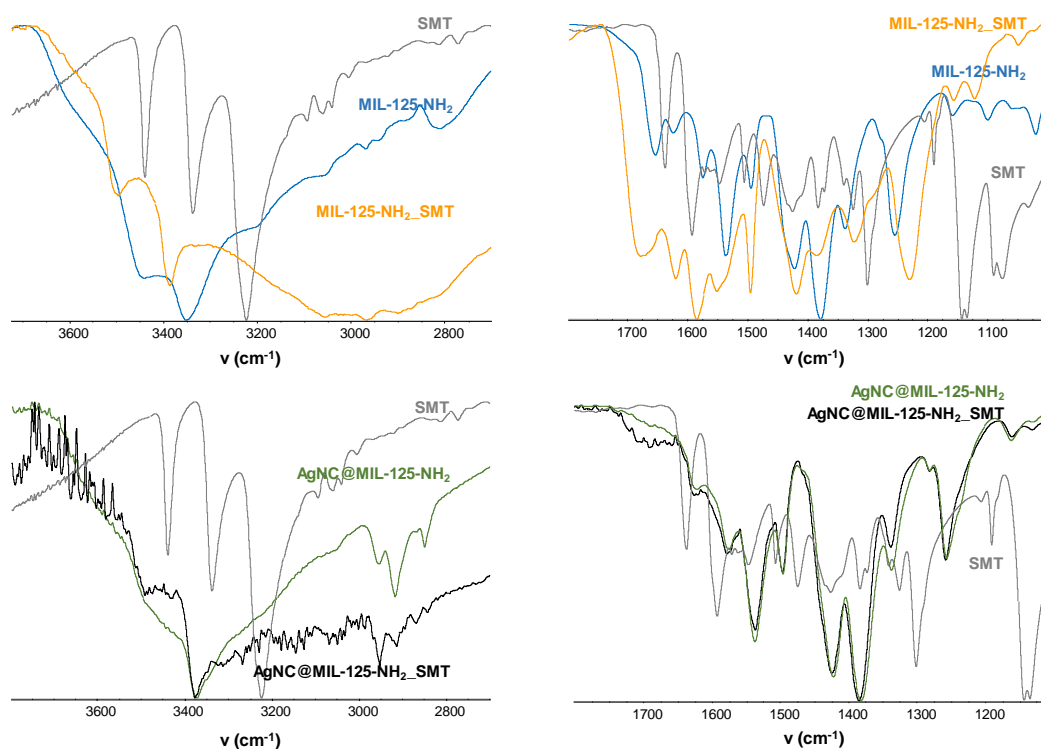 SMT
MIL-125-NH₂
MIL-125-NH₂_SMT
3600 3400 3200 3000 2800
ν (cm⁻¹)
MIL-125-NH₂_SMT
MIL-125-NH₂
SMT
1700 1600 1500 1400 1300 1200 1100
ν (cm⁻¹)
SMT
AgNC@MIL-125-NH₂
AgNC@MIL-125-NH₂_SMT
3600 3400 3200 3000 2800
ν (cm⁻¹)
AgNC@MIL-125-NH₂
AgNC@MIL-125-NH₂_SMT
SMT
1700 1600 1500 1400 1300 1200
ν (cm⁻¹)